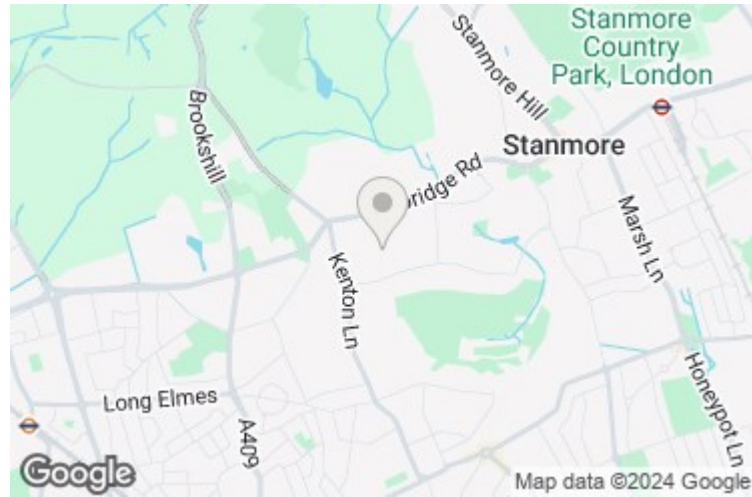 Stanmore
Country
Park, London
Stanmore Hill
Brookshill
Stanmore
bridge Rd
Marsh Ln
Kenton Ln
Honeypot Ln
Long Elmes
A409
Google
Map data ©2024 Google